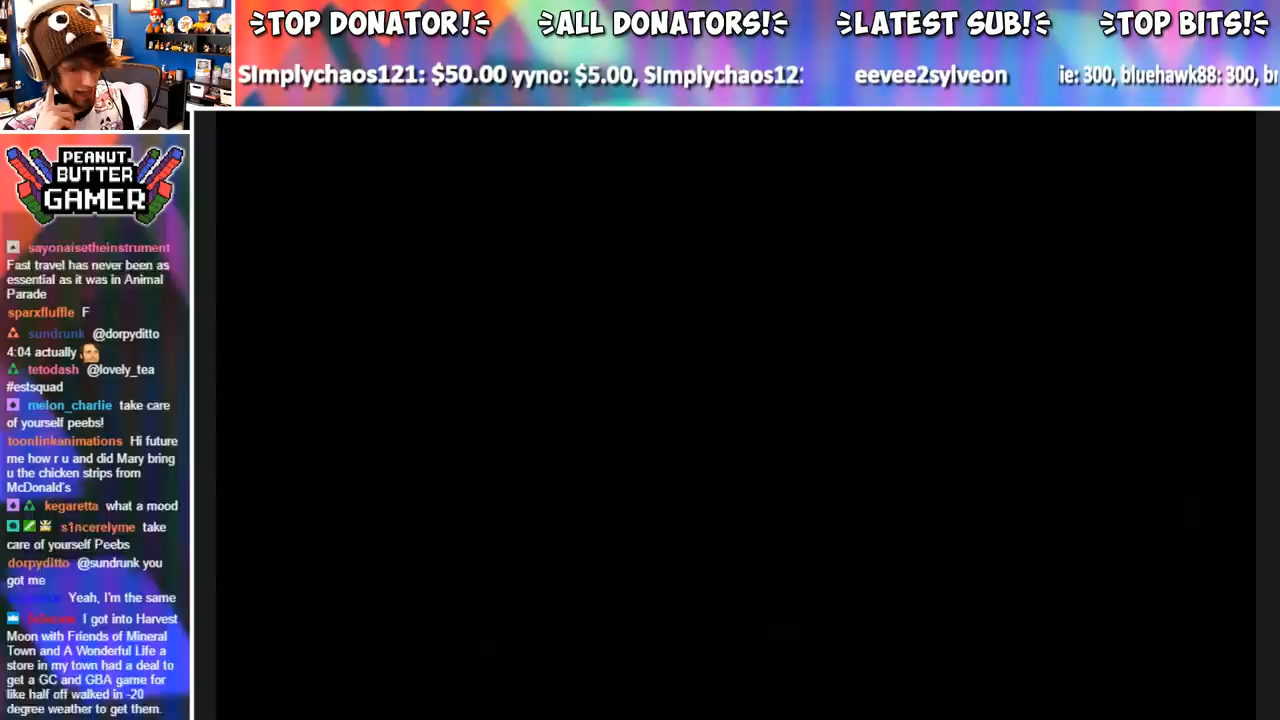 TOP DONATOR!
ALL DONATORS!
LATEST SUB!
TOP BITS!
SImplychaos121: $50.00
yyno: $5.00, SImplychaos12
eevee2sylveon
ie: 300, bluehawk88: 300, br
PEANUT
BUTTER
GAMER
sayonaisetheinstrument
Fast travel has never been as
essential as it was in Animal
Parade
sparxfluffle F
sundrunk @dorpyditto
4:04 actually
tetodash @lovely_tea
#estsquad
melon_charlie take care
of yourself peebs!
toonlinkanimations Hi future
me how r u and did Mary bring
u the chicken strips from
McDonald's
kegaretta what a mood
s1ncerelyme take
care of yourself Peebs
dorpyditto @sundrunk you
got me
Yeah, I'm the same
I got into Harvest
Moon with Friends of Mineral
Town and A Wonderful Life a
store in my town had a deal to
get a GC and GBA game for
like half off walked in -20
degree weather to get them.